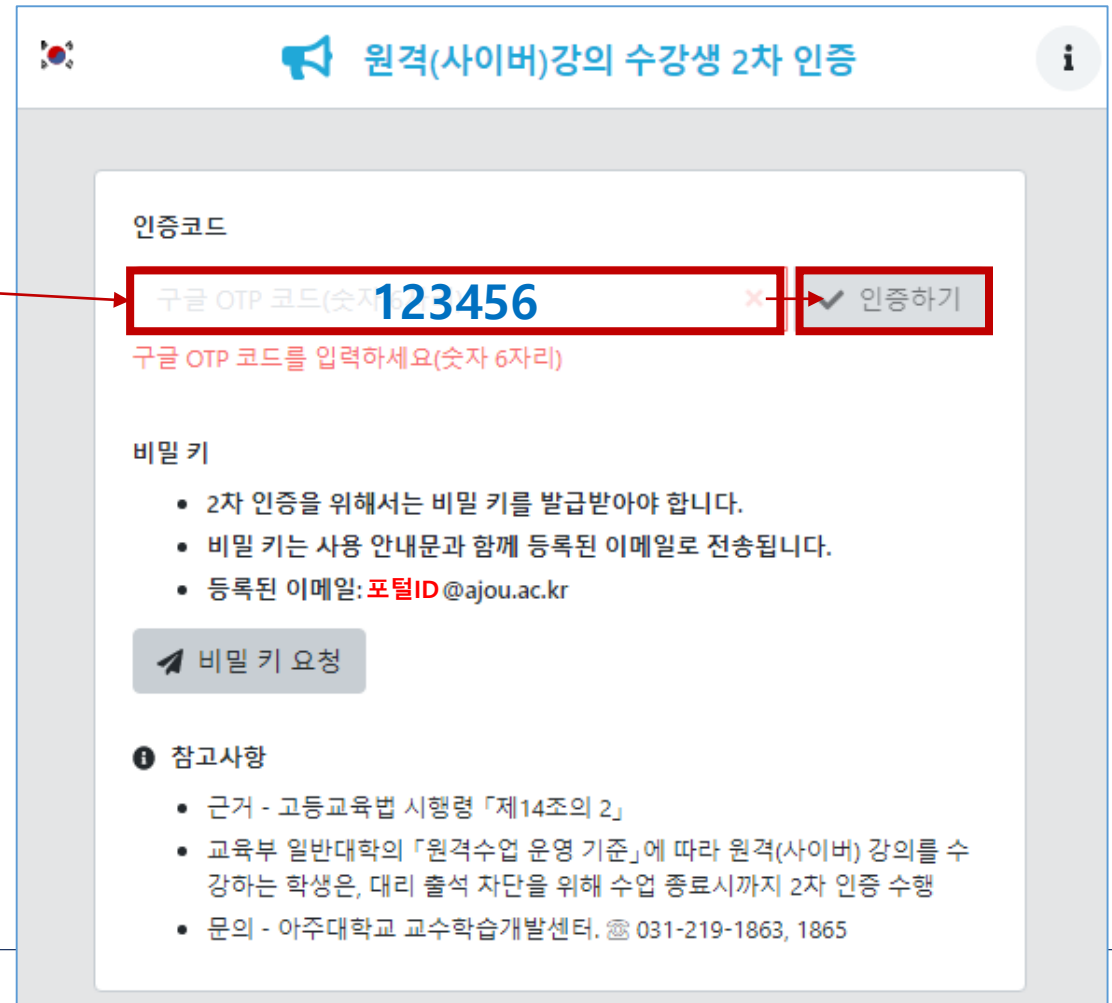 원격(사이버)강의 수강생 2차 인증
인증코드
구글 OTP 코드(숫자 6
123456
인증하기
구글 OTP 코드를 입력하세요(숫자 6자리)
비밀 키
• 2차 인증을 위해서는 비밀 키를 발급받아야 합니다.
• 비밀 키는 사용 안내문과 함께 등록된 이메일로 전송됩니다.
• 등록된 이메일: 포털ID@ajou.ac.kr
비밀 키 요청
참고사항
• 근거 - 고등교육법 시행령 「제14조의 2」
• 교육부 일반대학의 「원격수업 운영 기준」에 따라 원격(사이버) 강의를 수
강하는 학생은, 대리 출석 차단을 위해 수업 종료시까지 2차 인증 수행
• 문의 - 아주대학교 교수학습개발센터. ☏ 031-219-1863, 1865